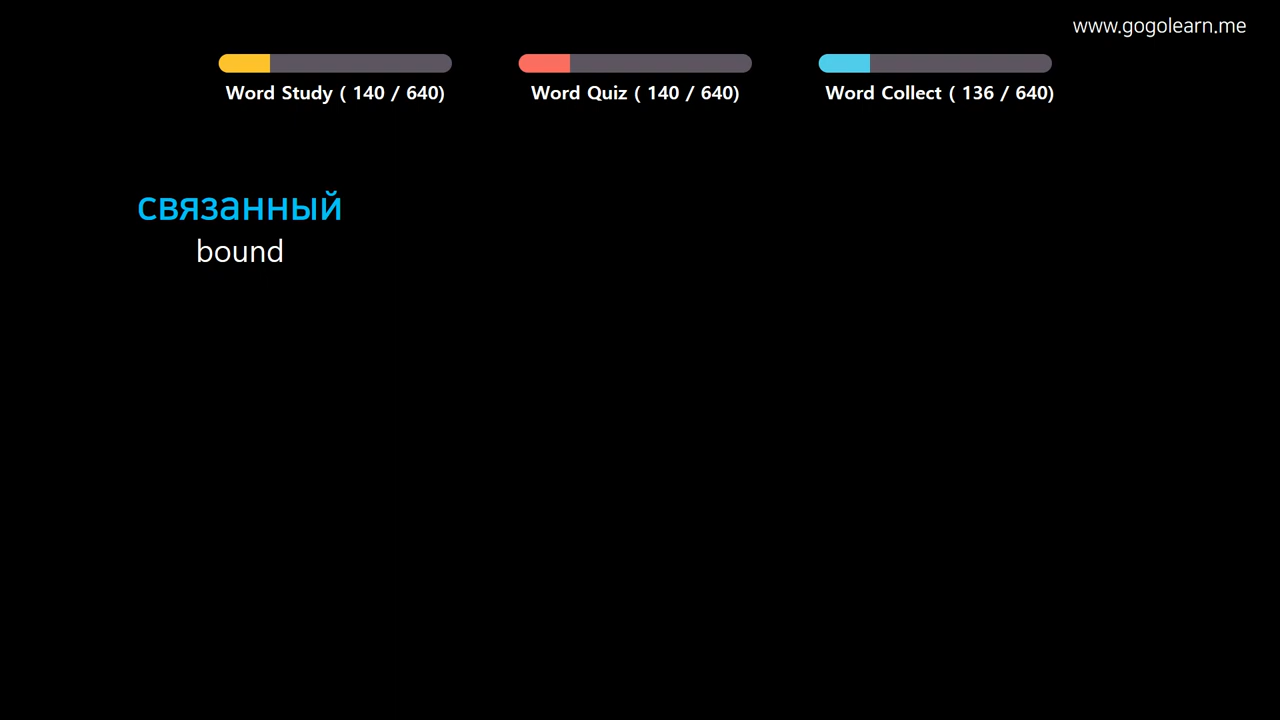 www.gogolearn.me
Word Study ( 140 / 640)
Word Quiz ( 140 / 640)
Word Collect ( 136 / 640)
связанный
bound